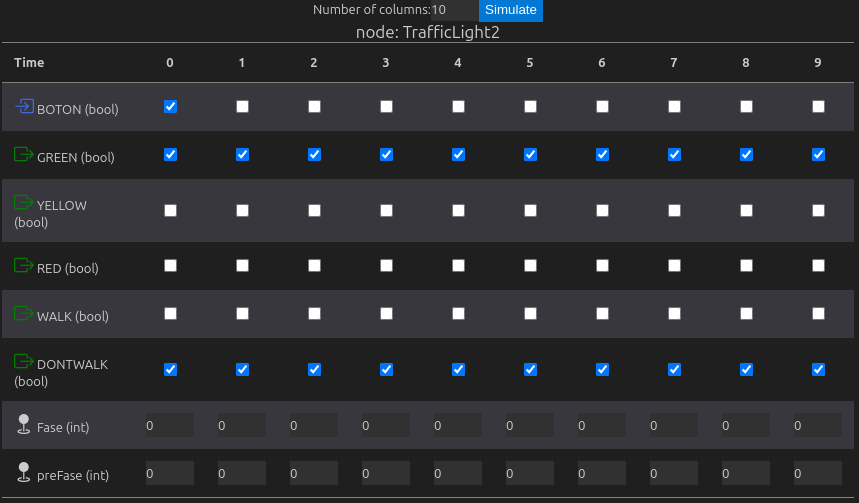 Number of columns:10 Simulate
node: TrafficLight2
Time 0 1 2 3 4 5 6 7 8 9
BOTON (bool)
GREEN (bool)
YELLOW
(bool)
RED (bool)
WALK (bool)
DONTWALK
(bool)
Fase (int) 0 0 0 0 0 0 0 0 0 0
preFase (int) 0 0 0 0 0 0 0 0 0 0